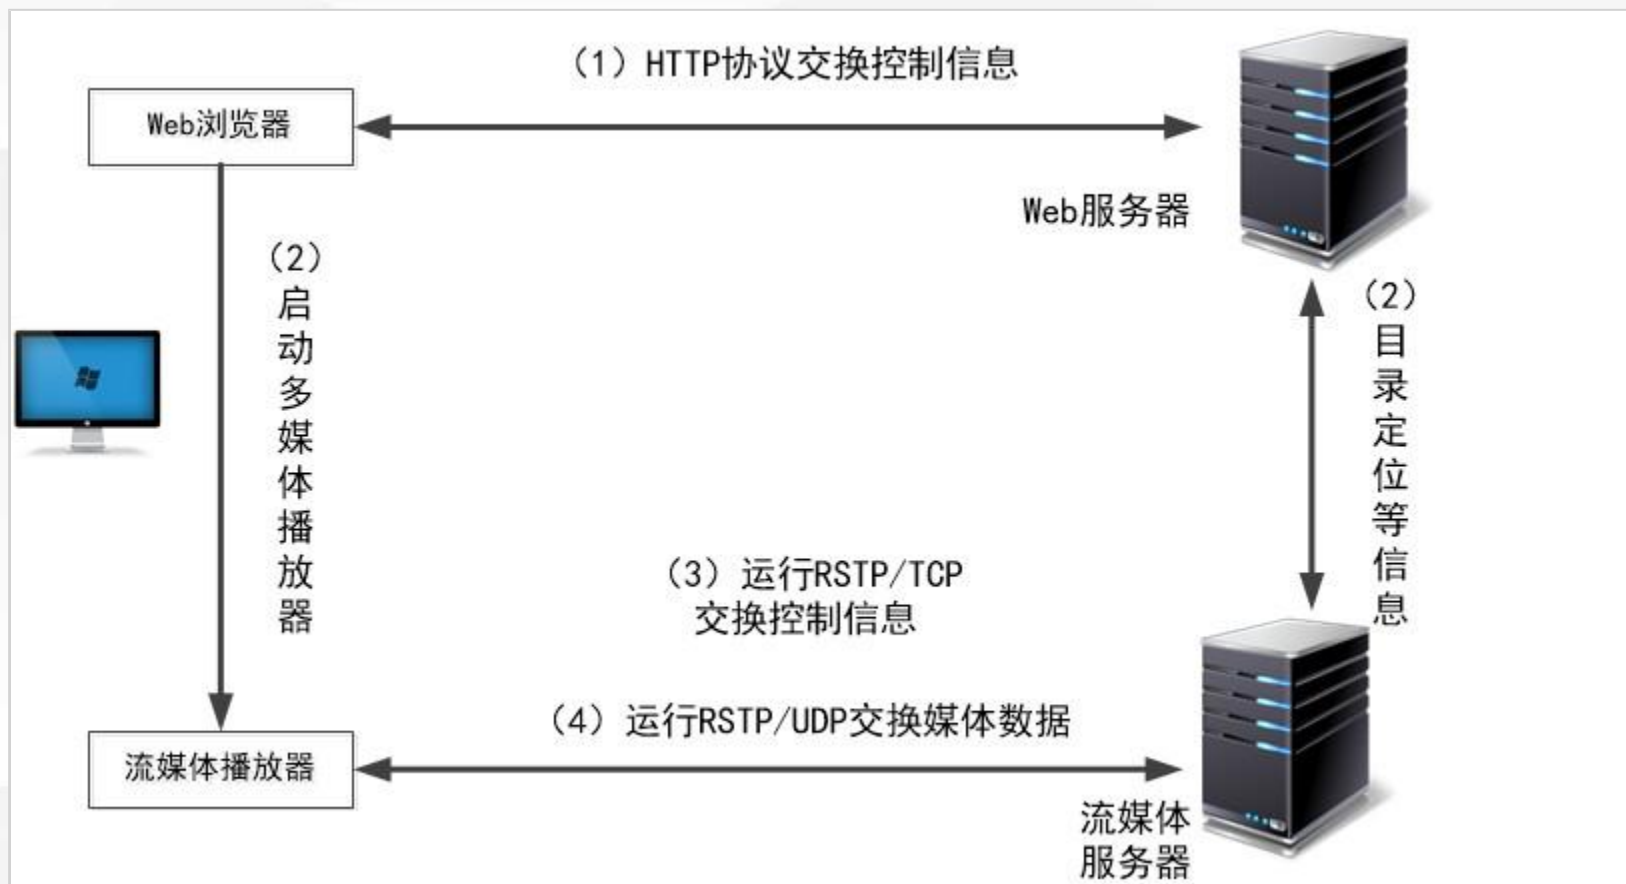 （1）HTTP协议交换控制信息
Web浏览器
Web服务器
（2）启动多媒体播放器
（2）目录定位等信息
（3）运行RSTP/TCP
交换控制信息
（4）运行RSTP/UDP交换媒体数据
流媒体播放器
流媒体
服务器